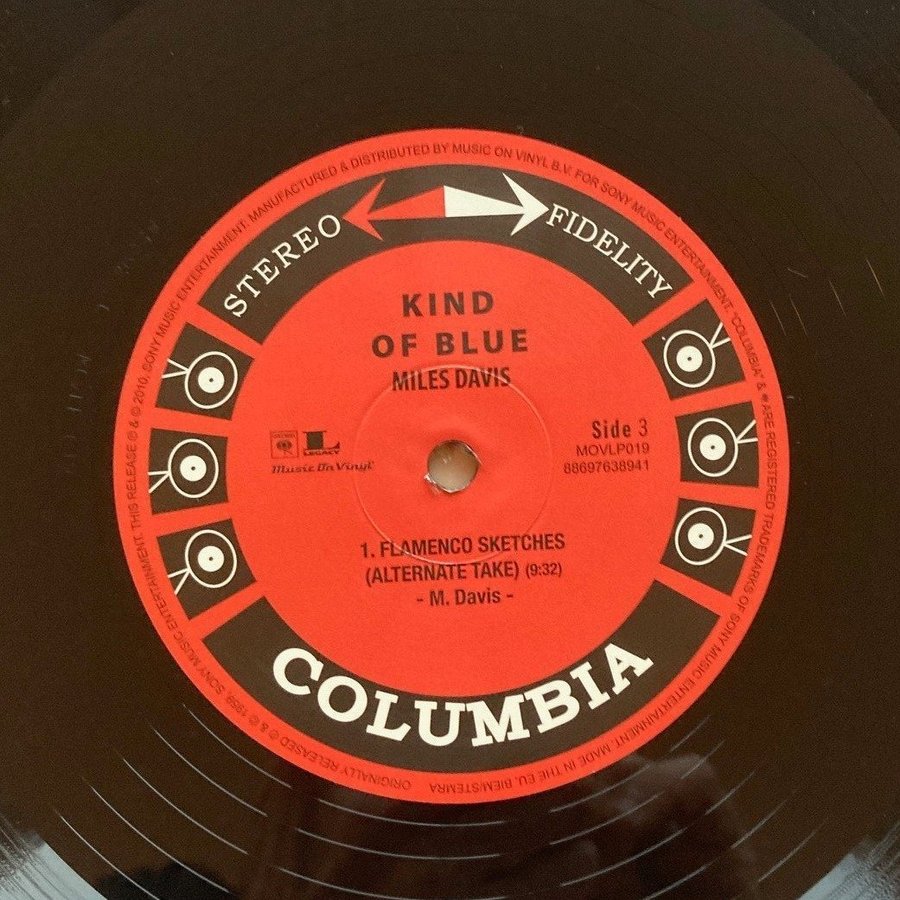 ORIGINALLY RELEASED ℗ & © 1959, SONY MUSIC ENTERTAINMENT. THIS RELEASE ℗ & © 2010, SONY MUSIC ENTERTAINMENT. MANUFACTURED & DISTRIBUTED BY MUSIC ON VINYL B.V. FOR SONY MUSIC ENTERTAINMENT. "COLUMBIA" & ARE REGISTERED TRADEMARKS OF SONY MUSIC ENTERTAINMENT. MADE IN THE EU. BIEM/STEMRA
STEREO FIDELITY
KIND
OF BLUE
MILES DAVIS
LEGACY
Music On Vinyl
Side 3
MOVLP019
88697638941
1. FLAMENCO SKETCHES
(ALTERNATE TAKE) (9:32)
- M. Davis -
COLUMBIA